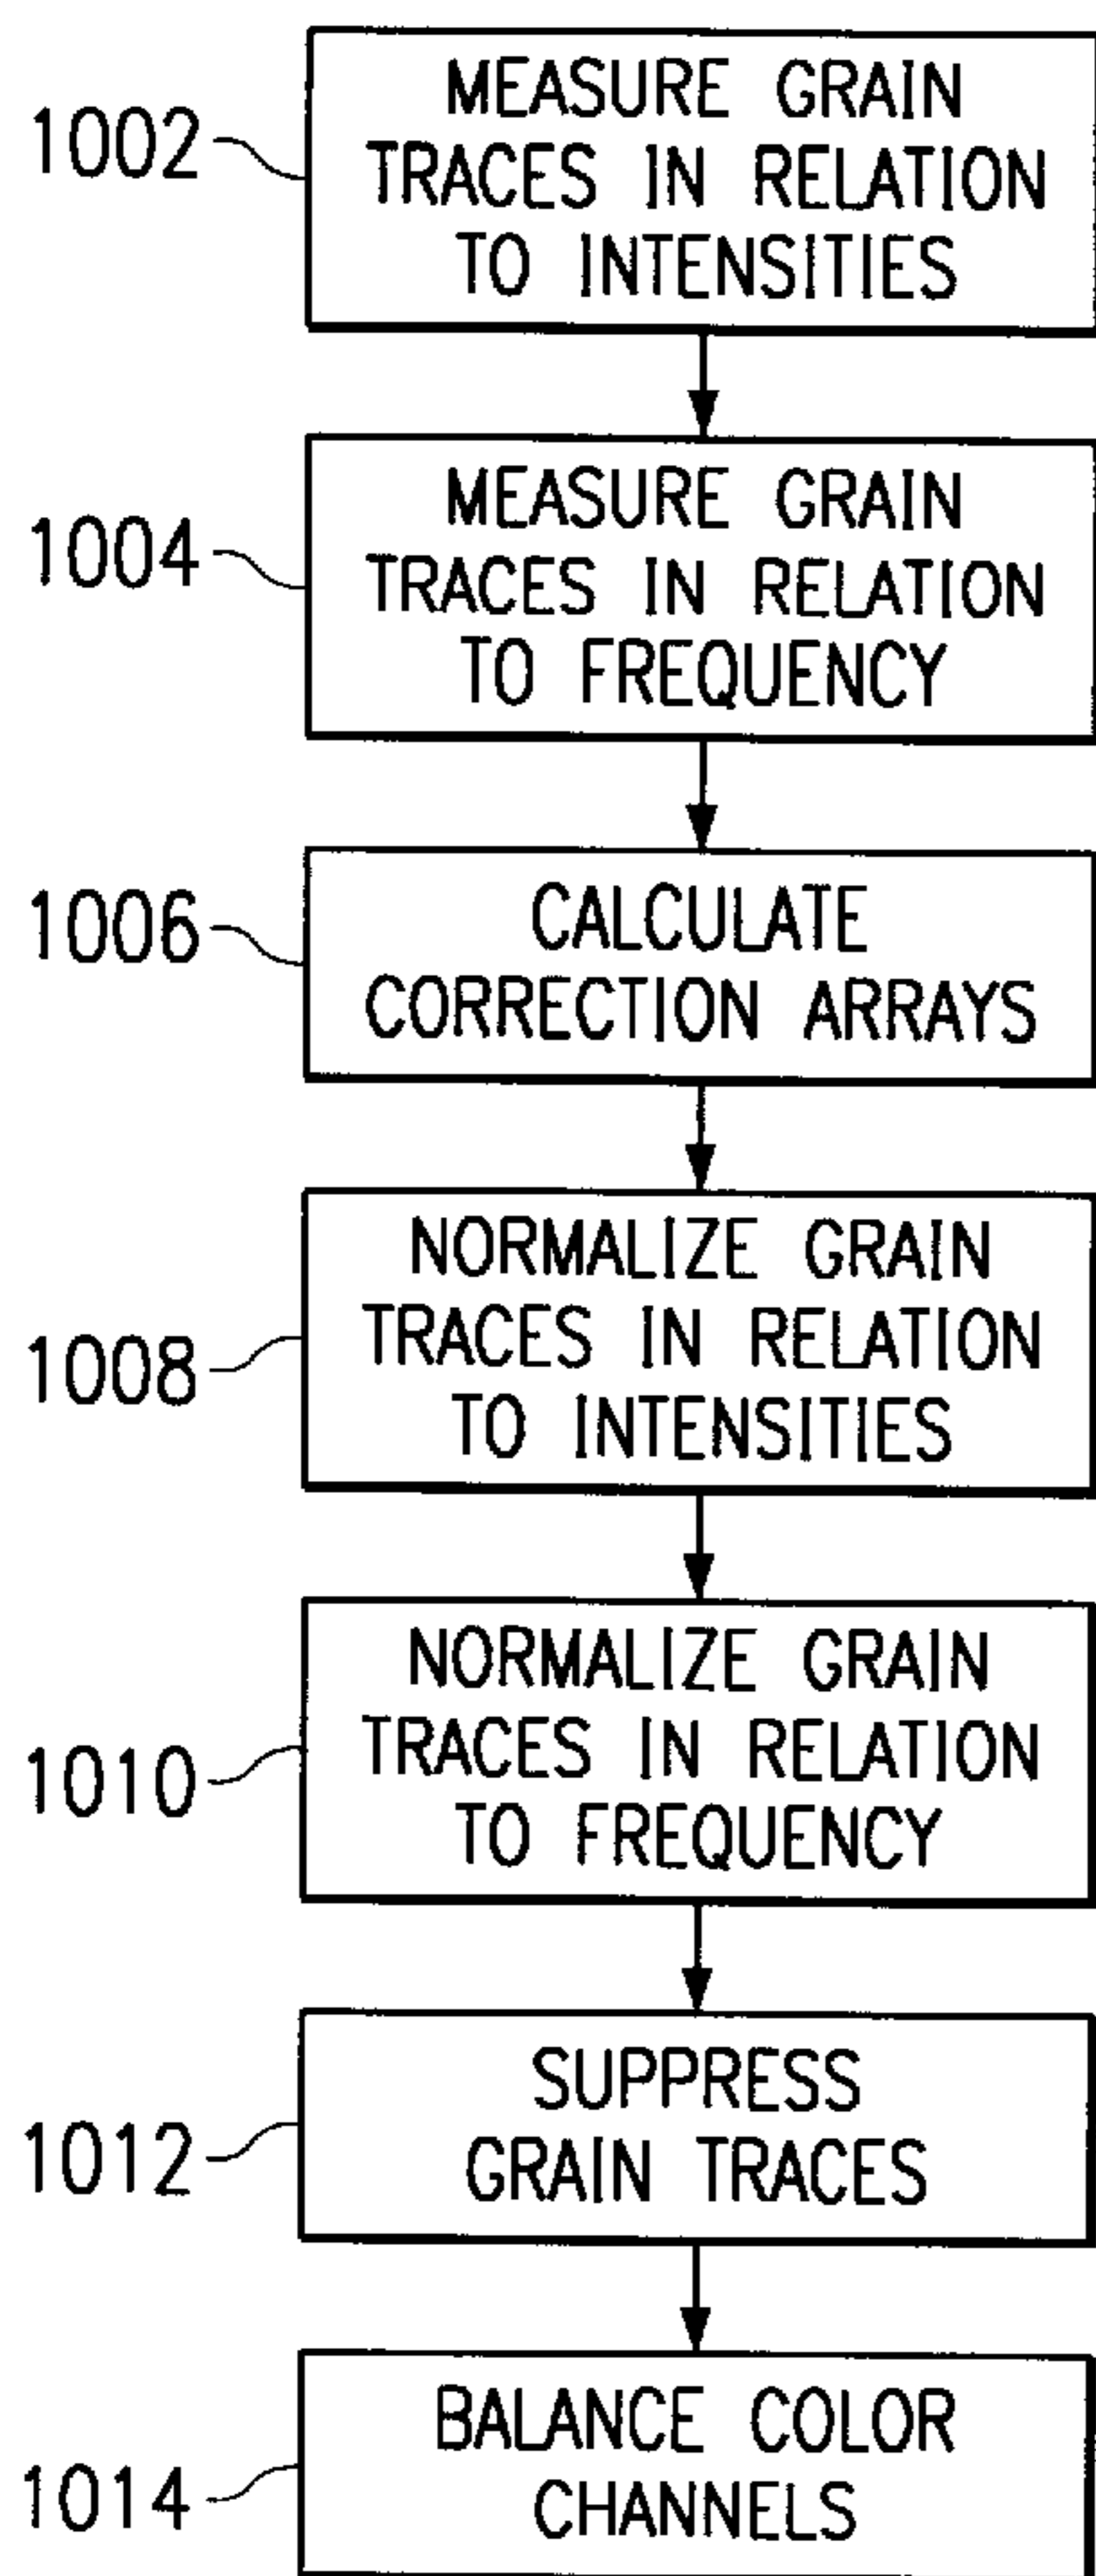 1002
MEASURE GRAIN
TRACES IN RELATION
TO INTENSITIES
1004
MEASURE GRAIN
TRACES IN RELATION
TO FREQUENCY
1006
CALCULATE
CORRECTION ARRAYS
1008
NORMALIZE GRAIN
TRACES IN RELATION
TO INTENSITIES
1010
NORMALIZE GRAIN
TRACES IN RELATION
TO FREQUENCY
1012
SUPPRESS
GRAIN TRACES
1014
BALANCE COLOR
CHANNELS